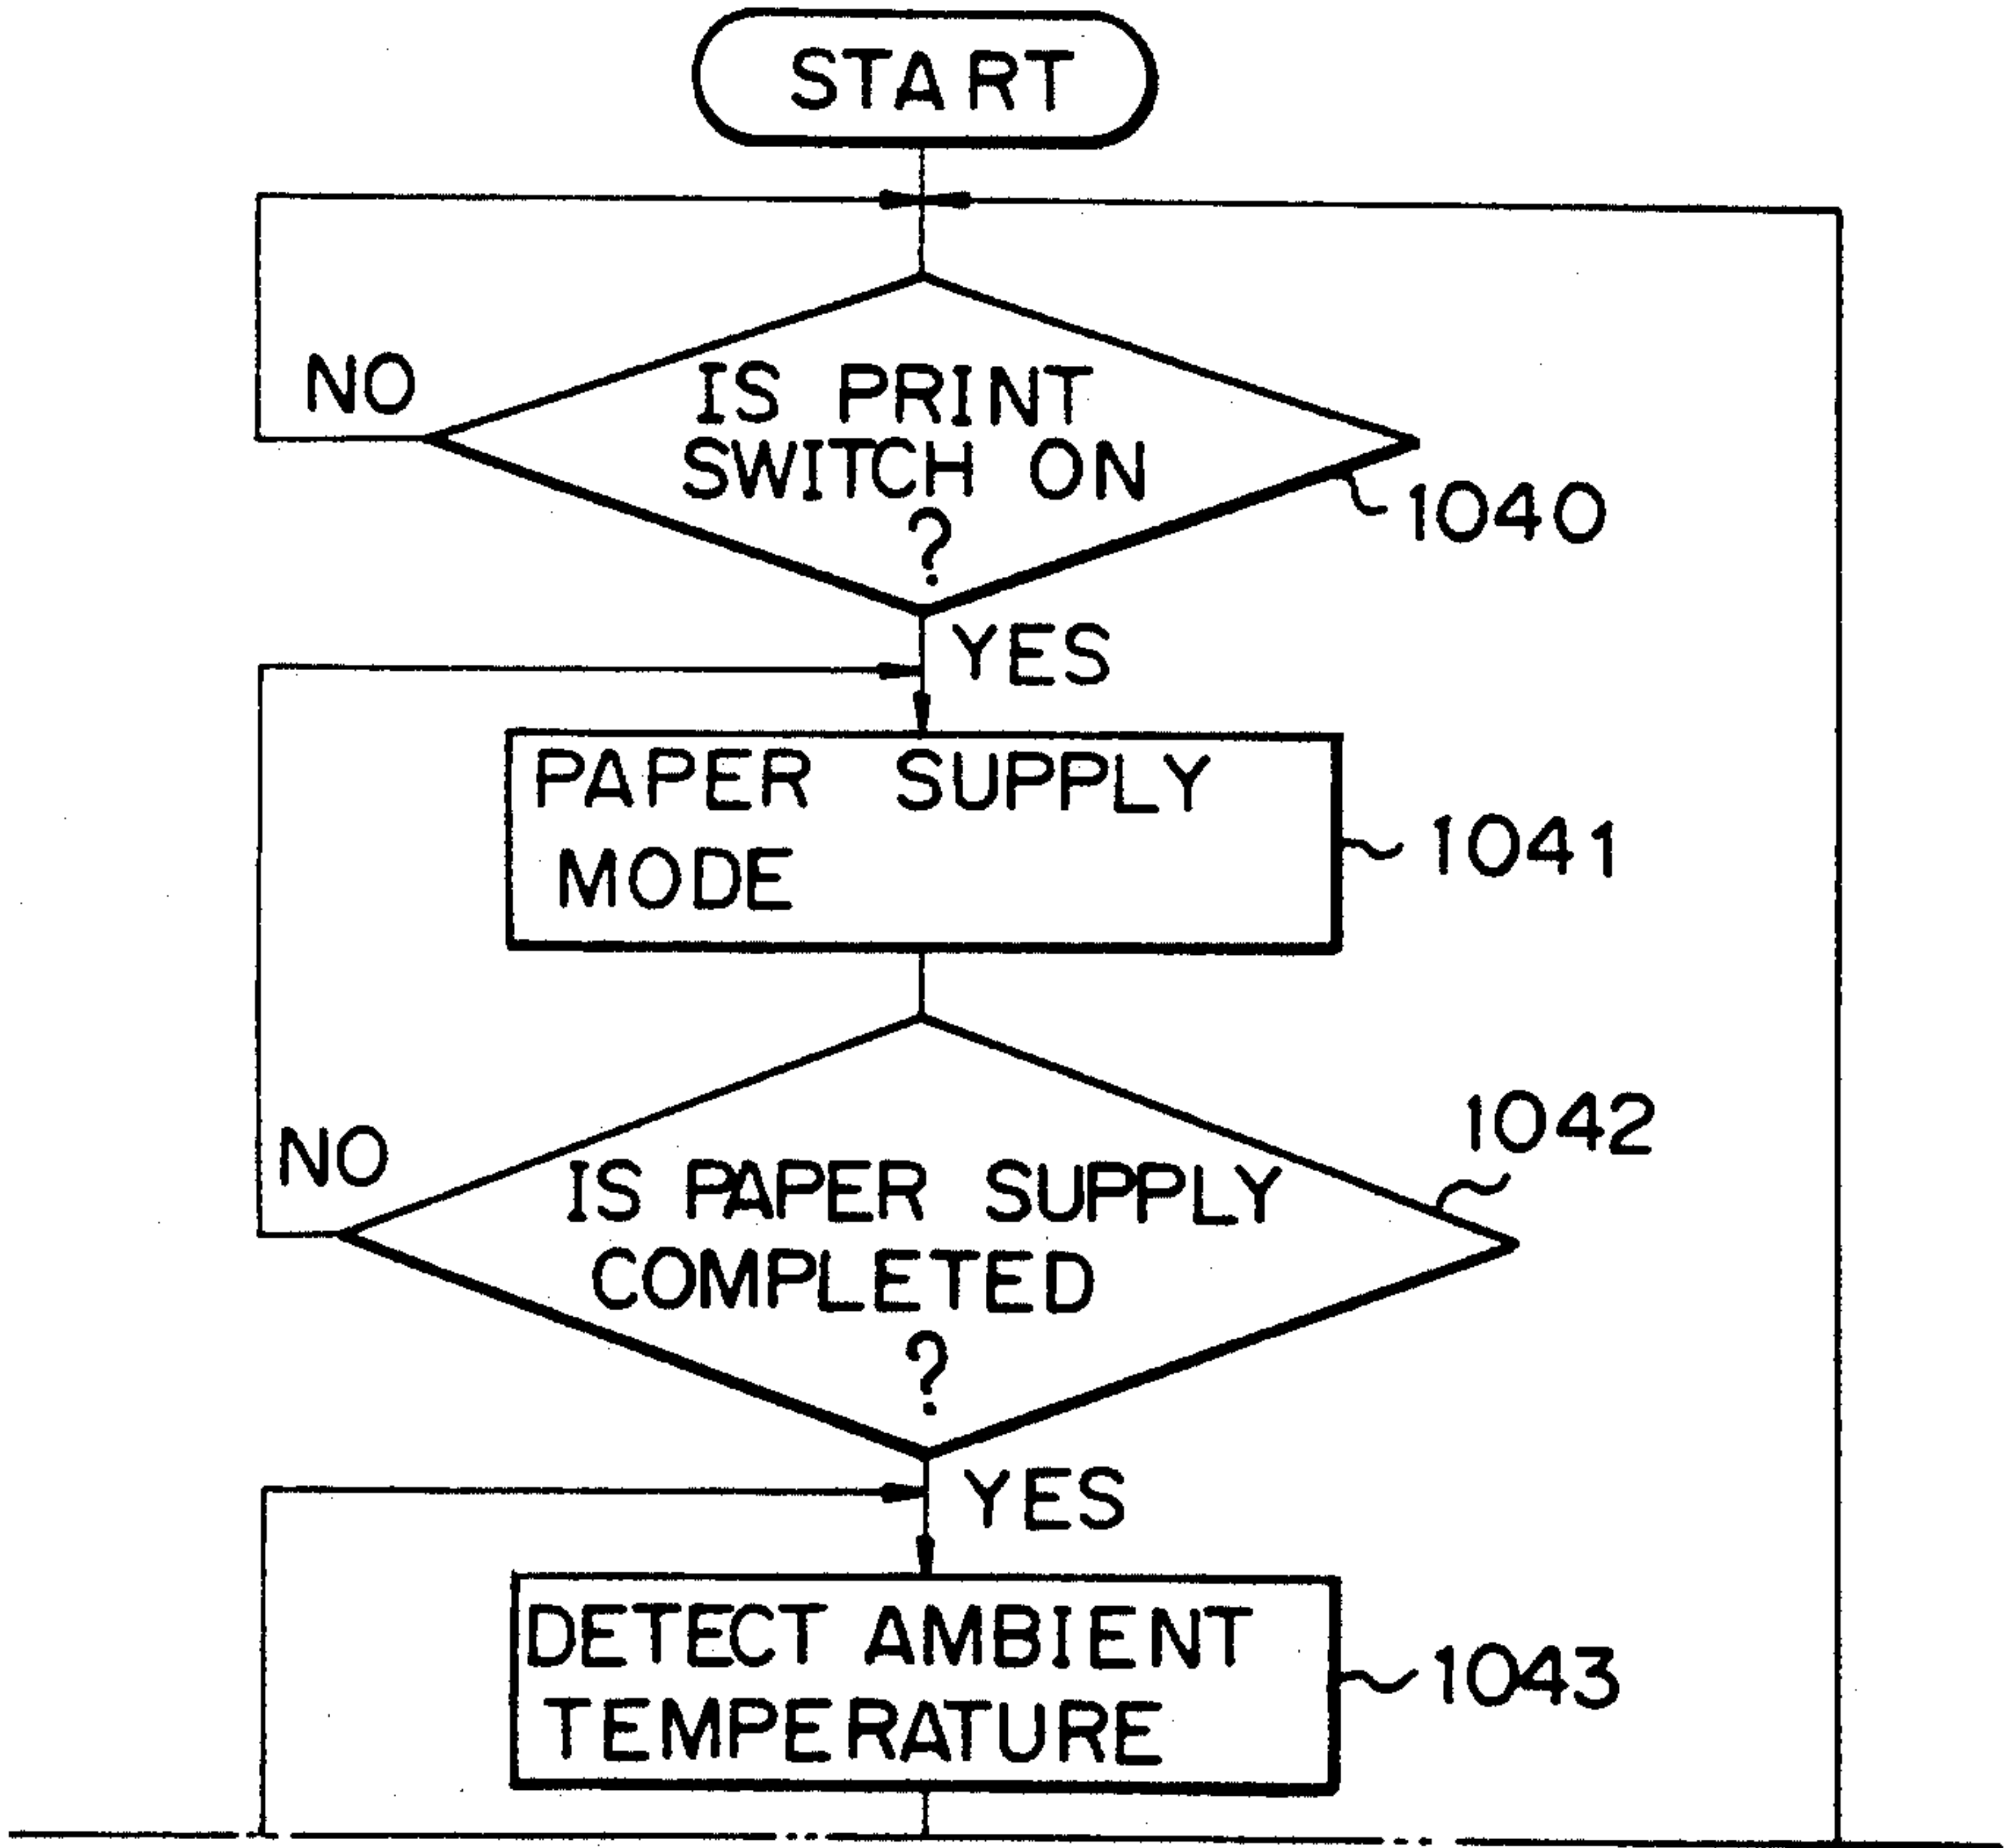 START
NO
IS PRINT
SWITCH ON
?
1040
YES
PAPER SUPPLY
MODE
1041
1042
NO
IS PAPER SUPPLY
COMPLETED
?
YES
DETECT AMBIENT
TEMPERATURE
1043